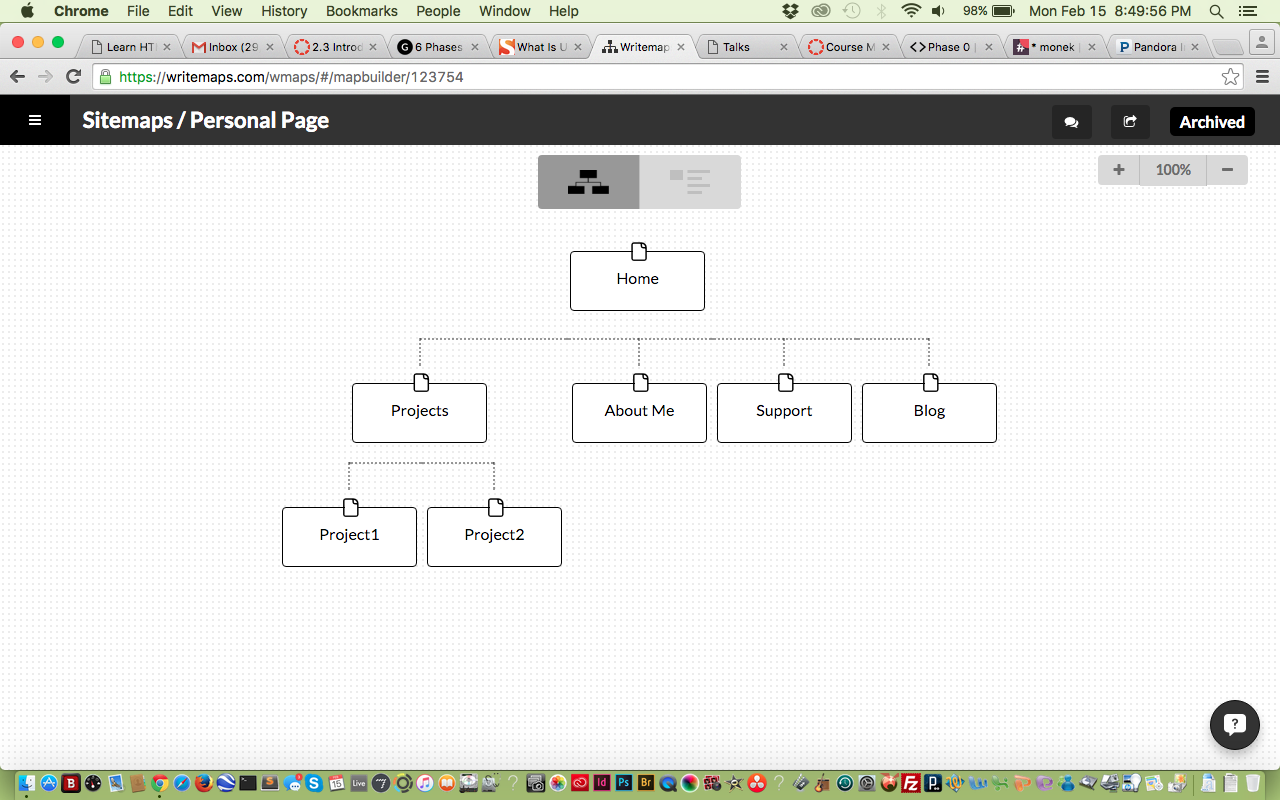 Chrome File Edit View History Bookmarks People Window Help 98% Mon Feb 15 8:49:56 PM
Learn HT Inbox (29 2.3 Introd 6 Phases What Is U Writemap Talks Course M Phase 0 | * monek | Pandora I
https://writemaps.com/wmaps/#/mapbuilder/123754
Sitemaps / Personal Page Archived
+ 100% −
Home
Projects About Me Support Blog
Project1 Project2